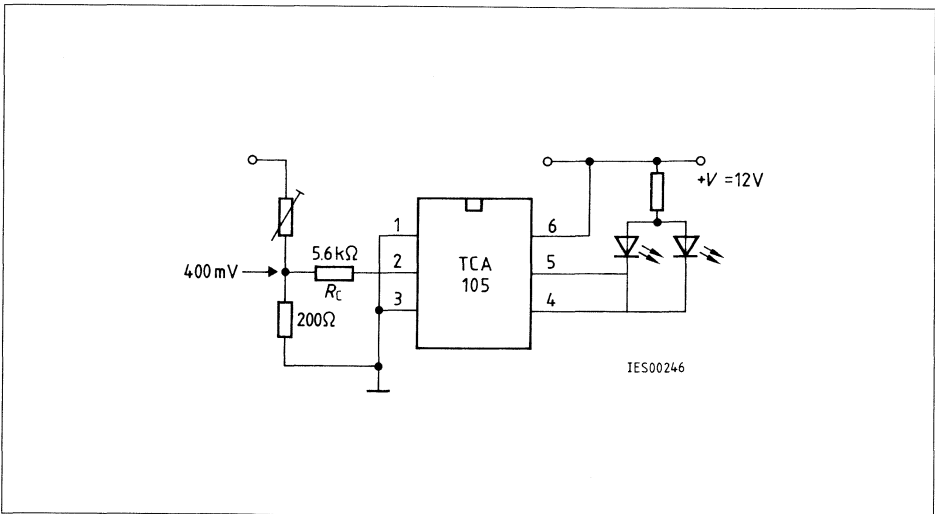 +V = 12V
1
6
5.6 kΩ
400 mV
2
TCA
105
5
R_C
3
4
200Ω
IES00246